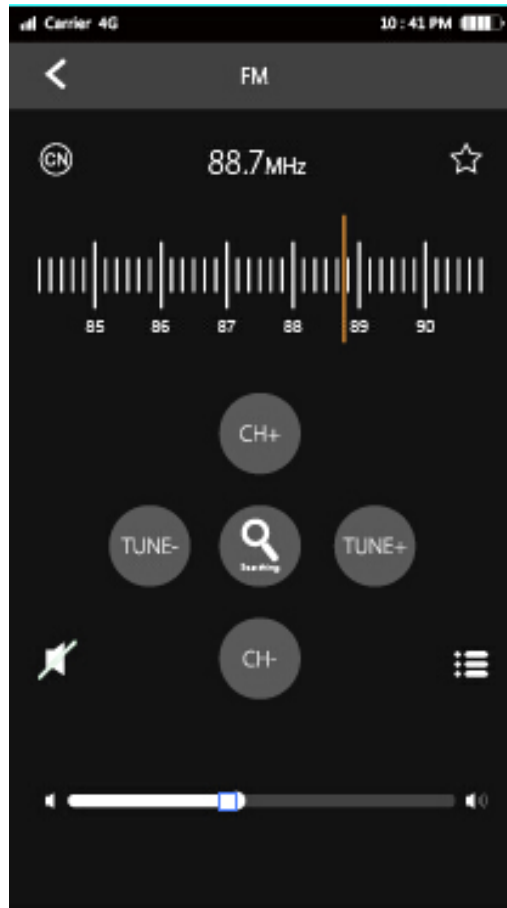 Carrier 4G 10:41 PM
FM
CN 88.7MHz
85 86 87 88 89 90
CH+
TUNE- Searching TUNE+
CH-